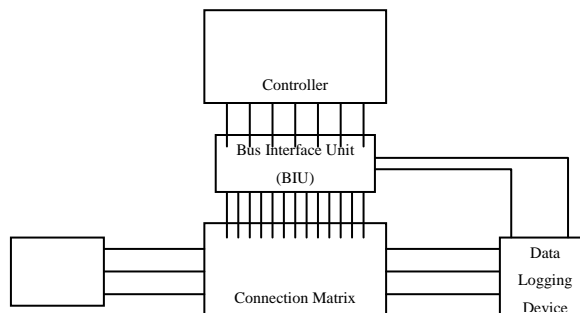 Controller
Bus Interface Unit
(BIU)
Connection Matrix
Data
Logging
Device